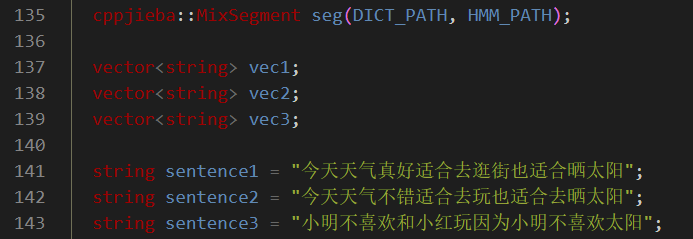 135 cppjieba::MixSegment seg(DICT_PATH, HMM_PATH);
136
137 vector<string> vec1;
138 vector<string> vec2;
139 vector<string> vec3;
140
141 string sentence1 = "今天天气真好适合去逛街也适合晒太阳";
142 string sentence2 = "今天天气不错适合去玩也适合去晒太阳";
143 string sentence3 = "小明不喜欢和小红玩因为小明不喜欢太阳";